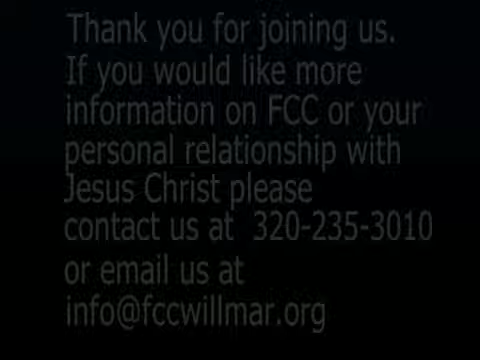 Thank you for joining us.
If you would like more
information on FCC or your
personal relationship with
Jesus Christ please
contact us at 320-235-3010
or email us at
info@fccwillmar.org